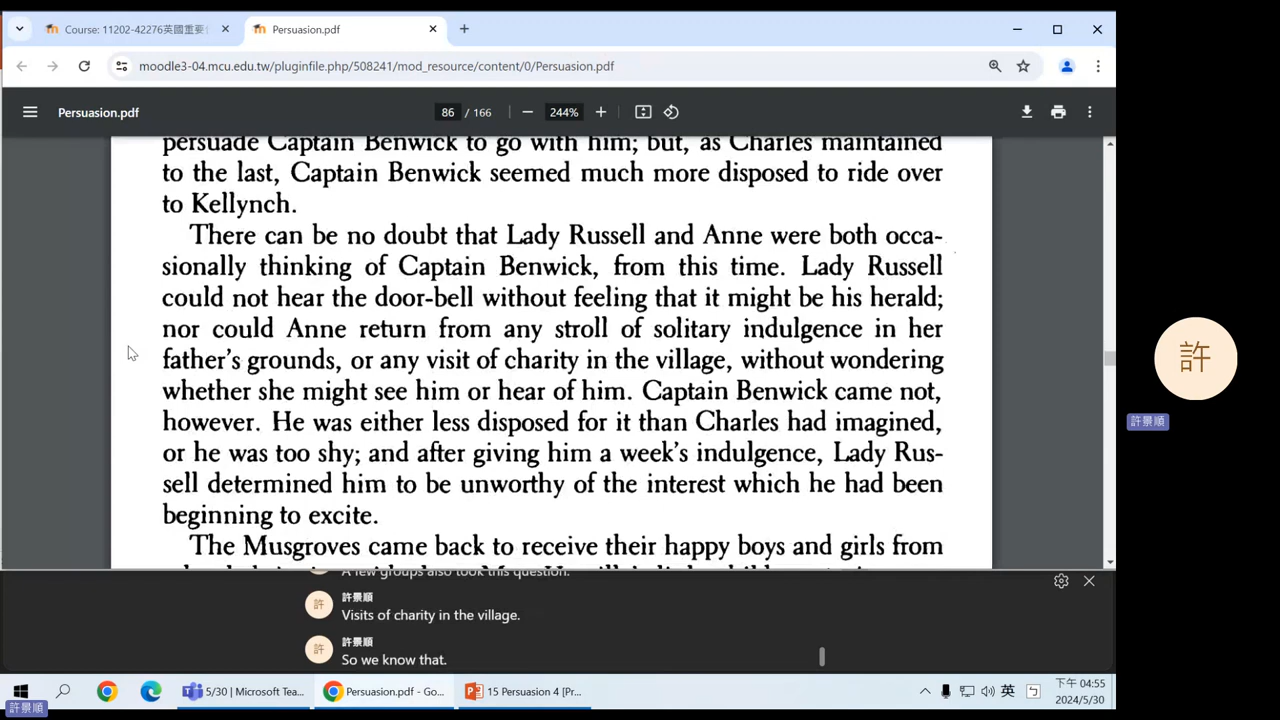 Course: 11202-42276英國重要
Persuasion.pdf
moodle3-04.mcu.edu.tw/pluginfile.php/508241/mod_resource/content/0/Persuasion.pdf
Persuasion.pdf
86 / 166
244%
persuade Captain Benwick to go with him; but, as Charles maintained
to the last, Captain Benwick seemed much more disposed to ride over
to Kellynch.
There can be no doubt that Lady Russell and Anne were both occa-
sionally thinking of Captain Benwick, from this time. Lady Russell
could not hear the door-bell without feeling that it might be his herald;
nor could Anne return from any stroll of solitary indulgence in her
father's grounds, or any visit of charity in the village, without wondering
whether she might see him or hear of him. Captain Benwick came not,
however. He was either less disposed for it than Charles had imagined,
or he was too shy; and after giving him a week's indulgence, Lady Rus-
sell determined him to be unworthy of the interest which he had been
beginning to excite.
The Musgroves came back to receive their happy boys and girls from
A few groups also took this question.
許 許景順
Visits of charity in the village.
許 許景順
So we know that.
許
許景順
5/30 | Microsoft Tea...
Persuasion.pdf - Go...
15 Persuasion 4 [Pr...
英
ㄅ
下午 04:55
2024/5/30
許景順